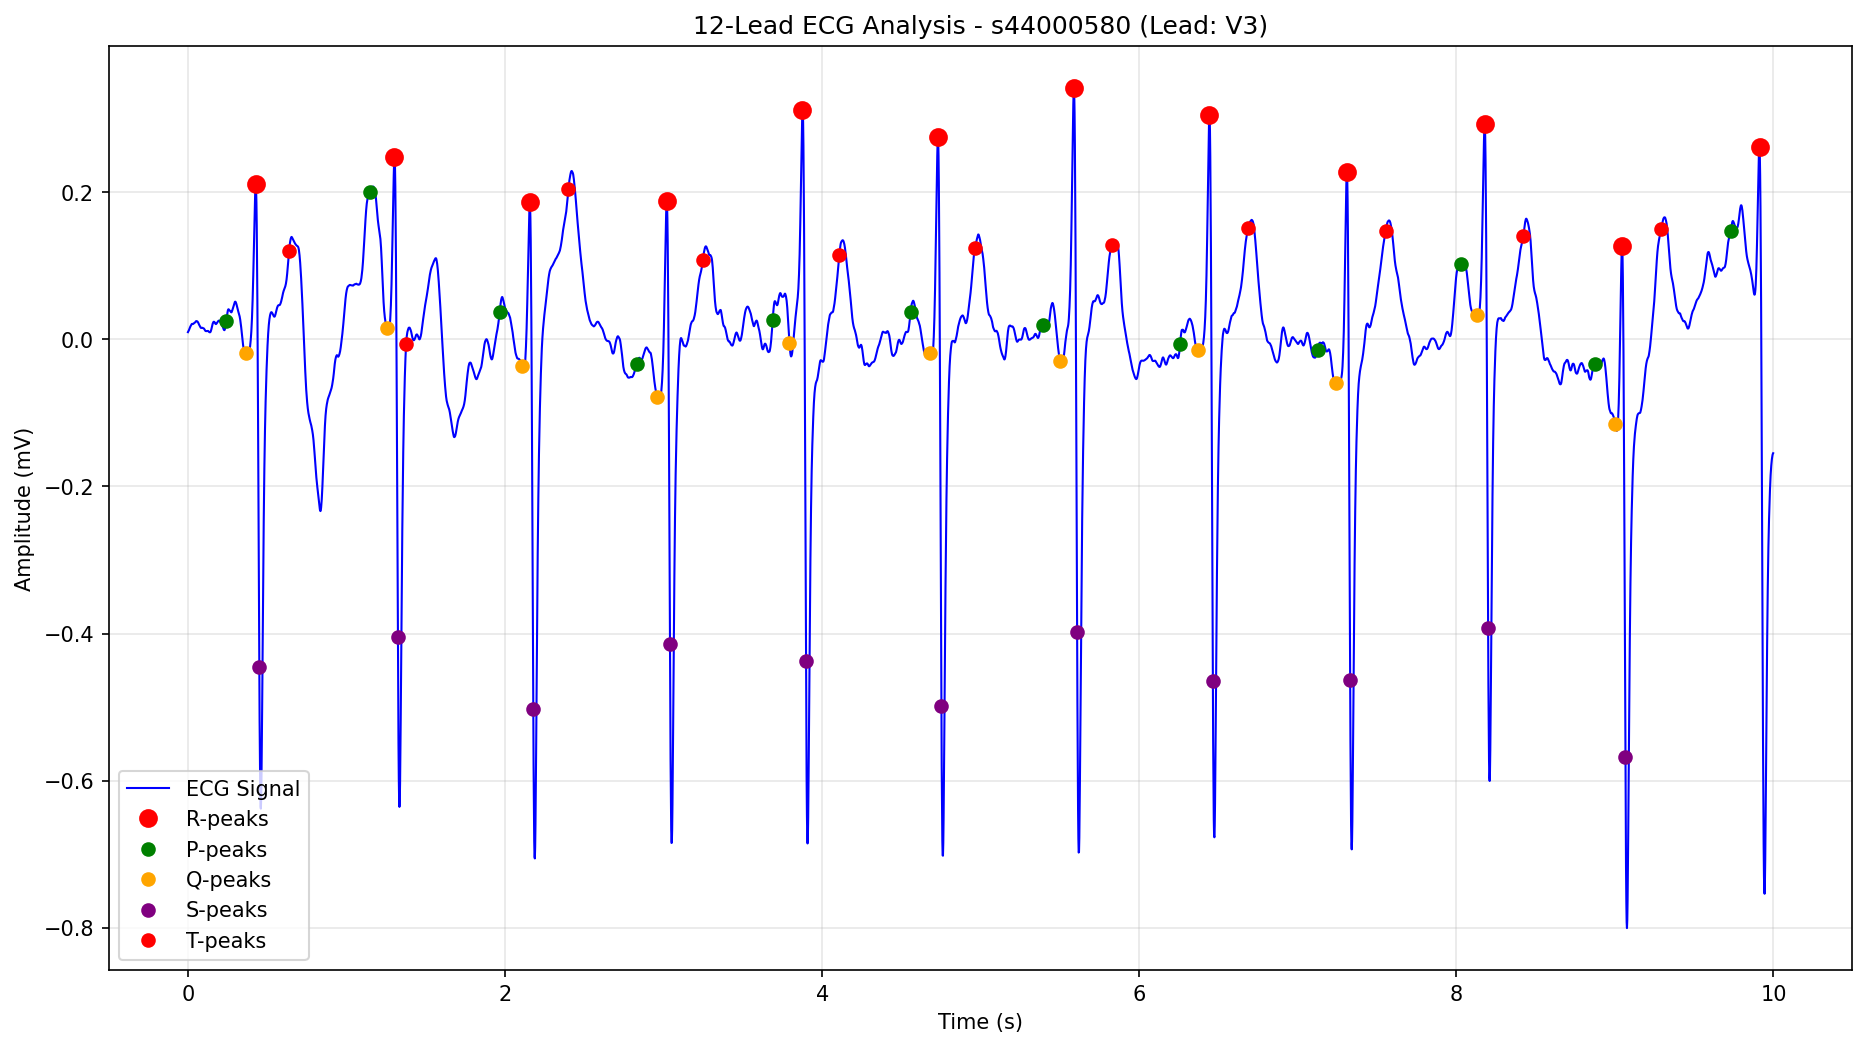 12-Lead ECG Analysis - s44000580 (Lead: V3)
Amplitude (mV)
0.2
0.0
−0.2
−0.4
−0.6
−0.8
ECG Signal
R-peaks
P-peaks
Q-peaks
S-peaks
T-peaks
0 2 4 6 8 10
Time (s)